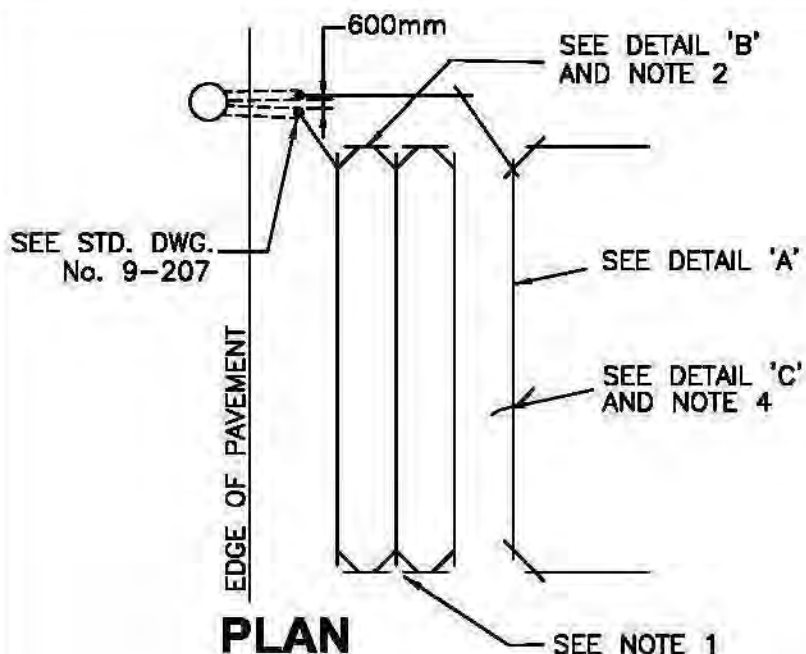 600mm
SEE DETAIL 'B'
AND NOTE 2
SEE STD. DWG.
No. 9-207
SEE DETAIL 'A'
SEE DETAIL 'C'
AND NOTE 4
EDGE OF PAVEMENT
PLAN
SEE NOTE 1